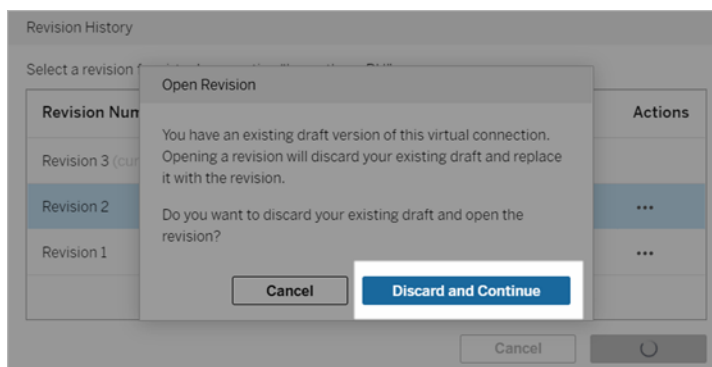 Revision History
Select a revision
Open Revision
Revision Num
Actions
You have an existing draft version of this virtual connection.
Opening a revision will discard your existing draft and replace
it with the revision.
Revision 3 (cur
Revision 2
•••
Do you want to discard your existing draft and open the
revision?
Revision 1
•••
Cancel
Discard and Continue
Cancel